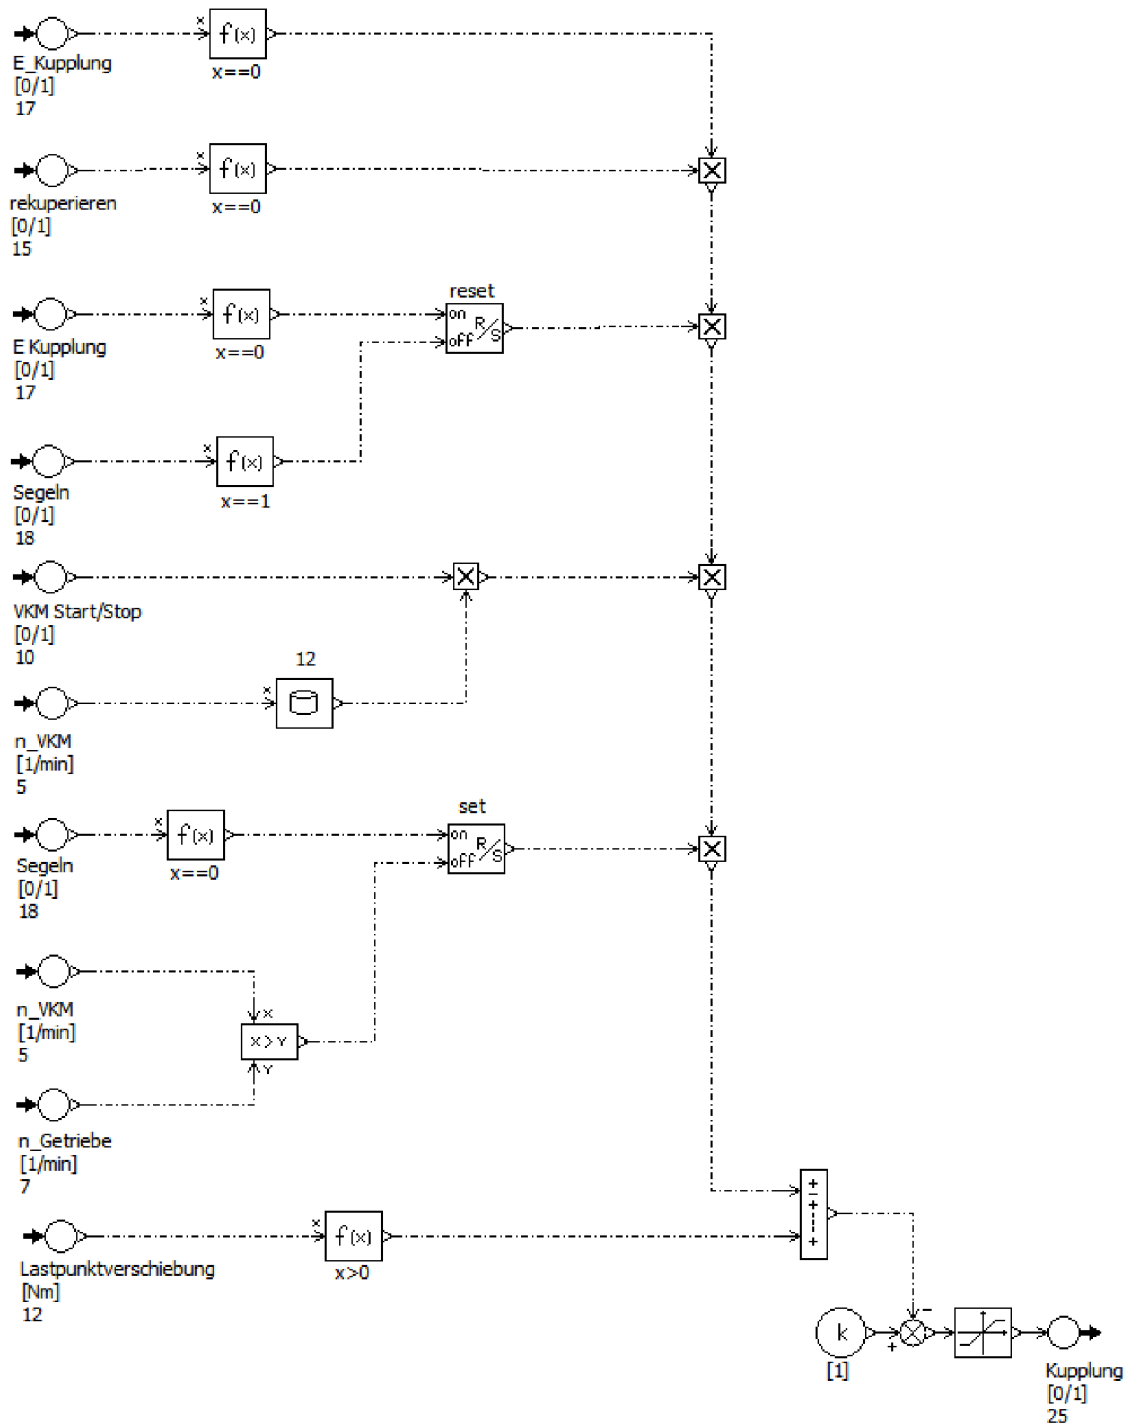 x
f(x)
E_Kupplung
[0/1]
17
x==0
x
f(x)
rekuperieren
[0/1]
15
x==0
X
reset
x
f(x)
on
off
R/S
X
E Kupplung
[0/1]
17
x==0
x
f(x)
Segeln
[0/1]
18
x==1
X
X
VKM Start/Stop
[0/1]
10
12
x
n_VKM
[1/min]
5
set
x
f(x)
on
off
R/S
X
Segeln
[0/1]
18
x==0
n_VKM
[1/min]
5
X
X>Y
Y
n_Getriebe
[1/min]
7
+
-
+
+
x
f(x)
Lastpunktverschiebung
[Nm]
12
x>0
-
k
+
[1]
Kupplung
[0/1]
25